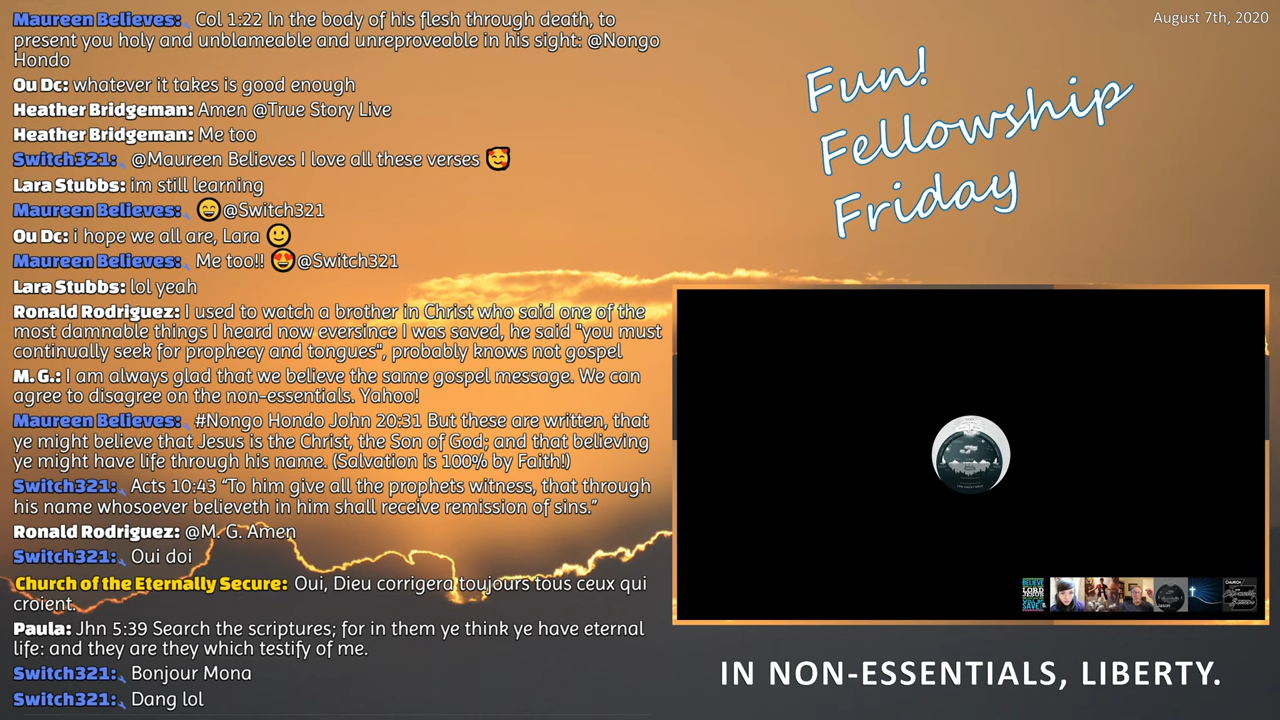 Maureen Believes: Col 1:22 In the body of his flesh through death, to
present you holy and unblameable and unreproveable in his sight: @Nongo
Hondo
Ou Dc: whatever it takes is good enough
Heather Bridgeman: Amen @True Story Live
Heather Bridgeman: Me too
Switch321: @Maureen Believes I love all these verses 🥰
Lara Stubbs: im still learning
Maureen Believes: 😄@Switch321
Ou Dc: i hope we all are, Lara 🙂
Maureen Believes: Me too!! 😍@Switch321
Lara Stubbs: lol yeah
Ronald Rodriguez: I used to watch a brother in Christ who said one of the
most damnable things I heard now eversince I was saved, he said "you must
continually seek for prophecy and tongues", probably knows not gospel
M. G.: I am always glad that we believe the same gospel message. We can
agree to disagree on the non-essentials. Yahoo!
Maureen Believes: #Nongo Hondo John 20:31 But these are written, that
ye might believe that Jesus is the Christ, the Son of God; and that believing
ye might have life through his name. (Salvation is 100% by Faith!)
Switch321: Acts 10:43 “To him give all the prophets witness, that through
his name whosoever believeth in him shall receive remission of sins.”
Ronald Rodriguez: @M. G. Amen
Switch321: Oui doi
Church of the Eternally Secure: Oui, Dieu corrigera toujours tous ceux qui
croient.
Paula: Jhn 5:39 Search the scriptures; for in them ye think ye have eternal
life: and they are they which testify of me.
Switch321: Bonjour Mona
Switch321: Dang lol
August 7th, 2020
Fun!
Fellowship
Friday
BELIEVE
LORD
JESUS
SAVE!
Jason
CHURCH
IN NON-ESSENTIALS, LIBERTY.